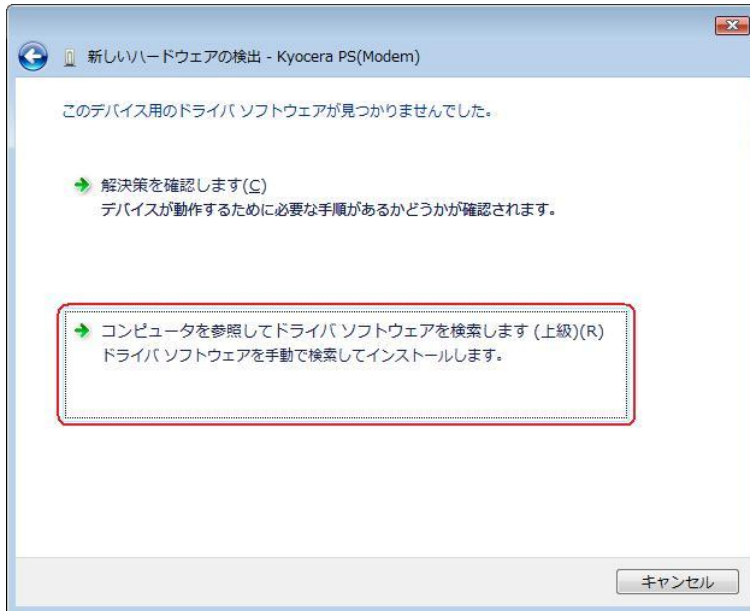 新しいハードウェアの検出 - Kyocera PS(Modem)
このデバイス用のドライバ ソフトウェアが見つかりませんでした。
解決策を確認します(C)
デバイスが動作するために必要な手順があるかどうかが確認されます。
コンピュータを参照してドライバ ソフトウェアを検索します (上級)(R)
ドライバ ソフトウェアを手動で検索してインストールします。
キャンセル